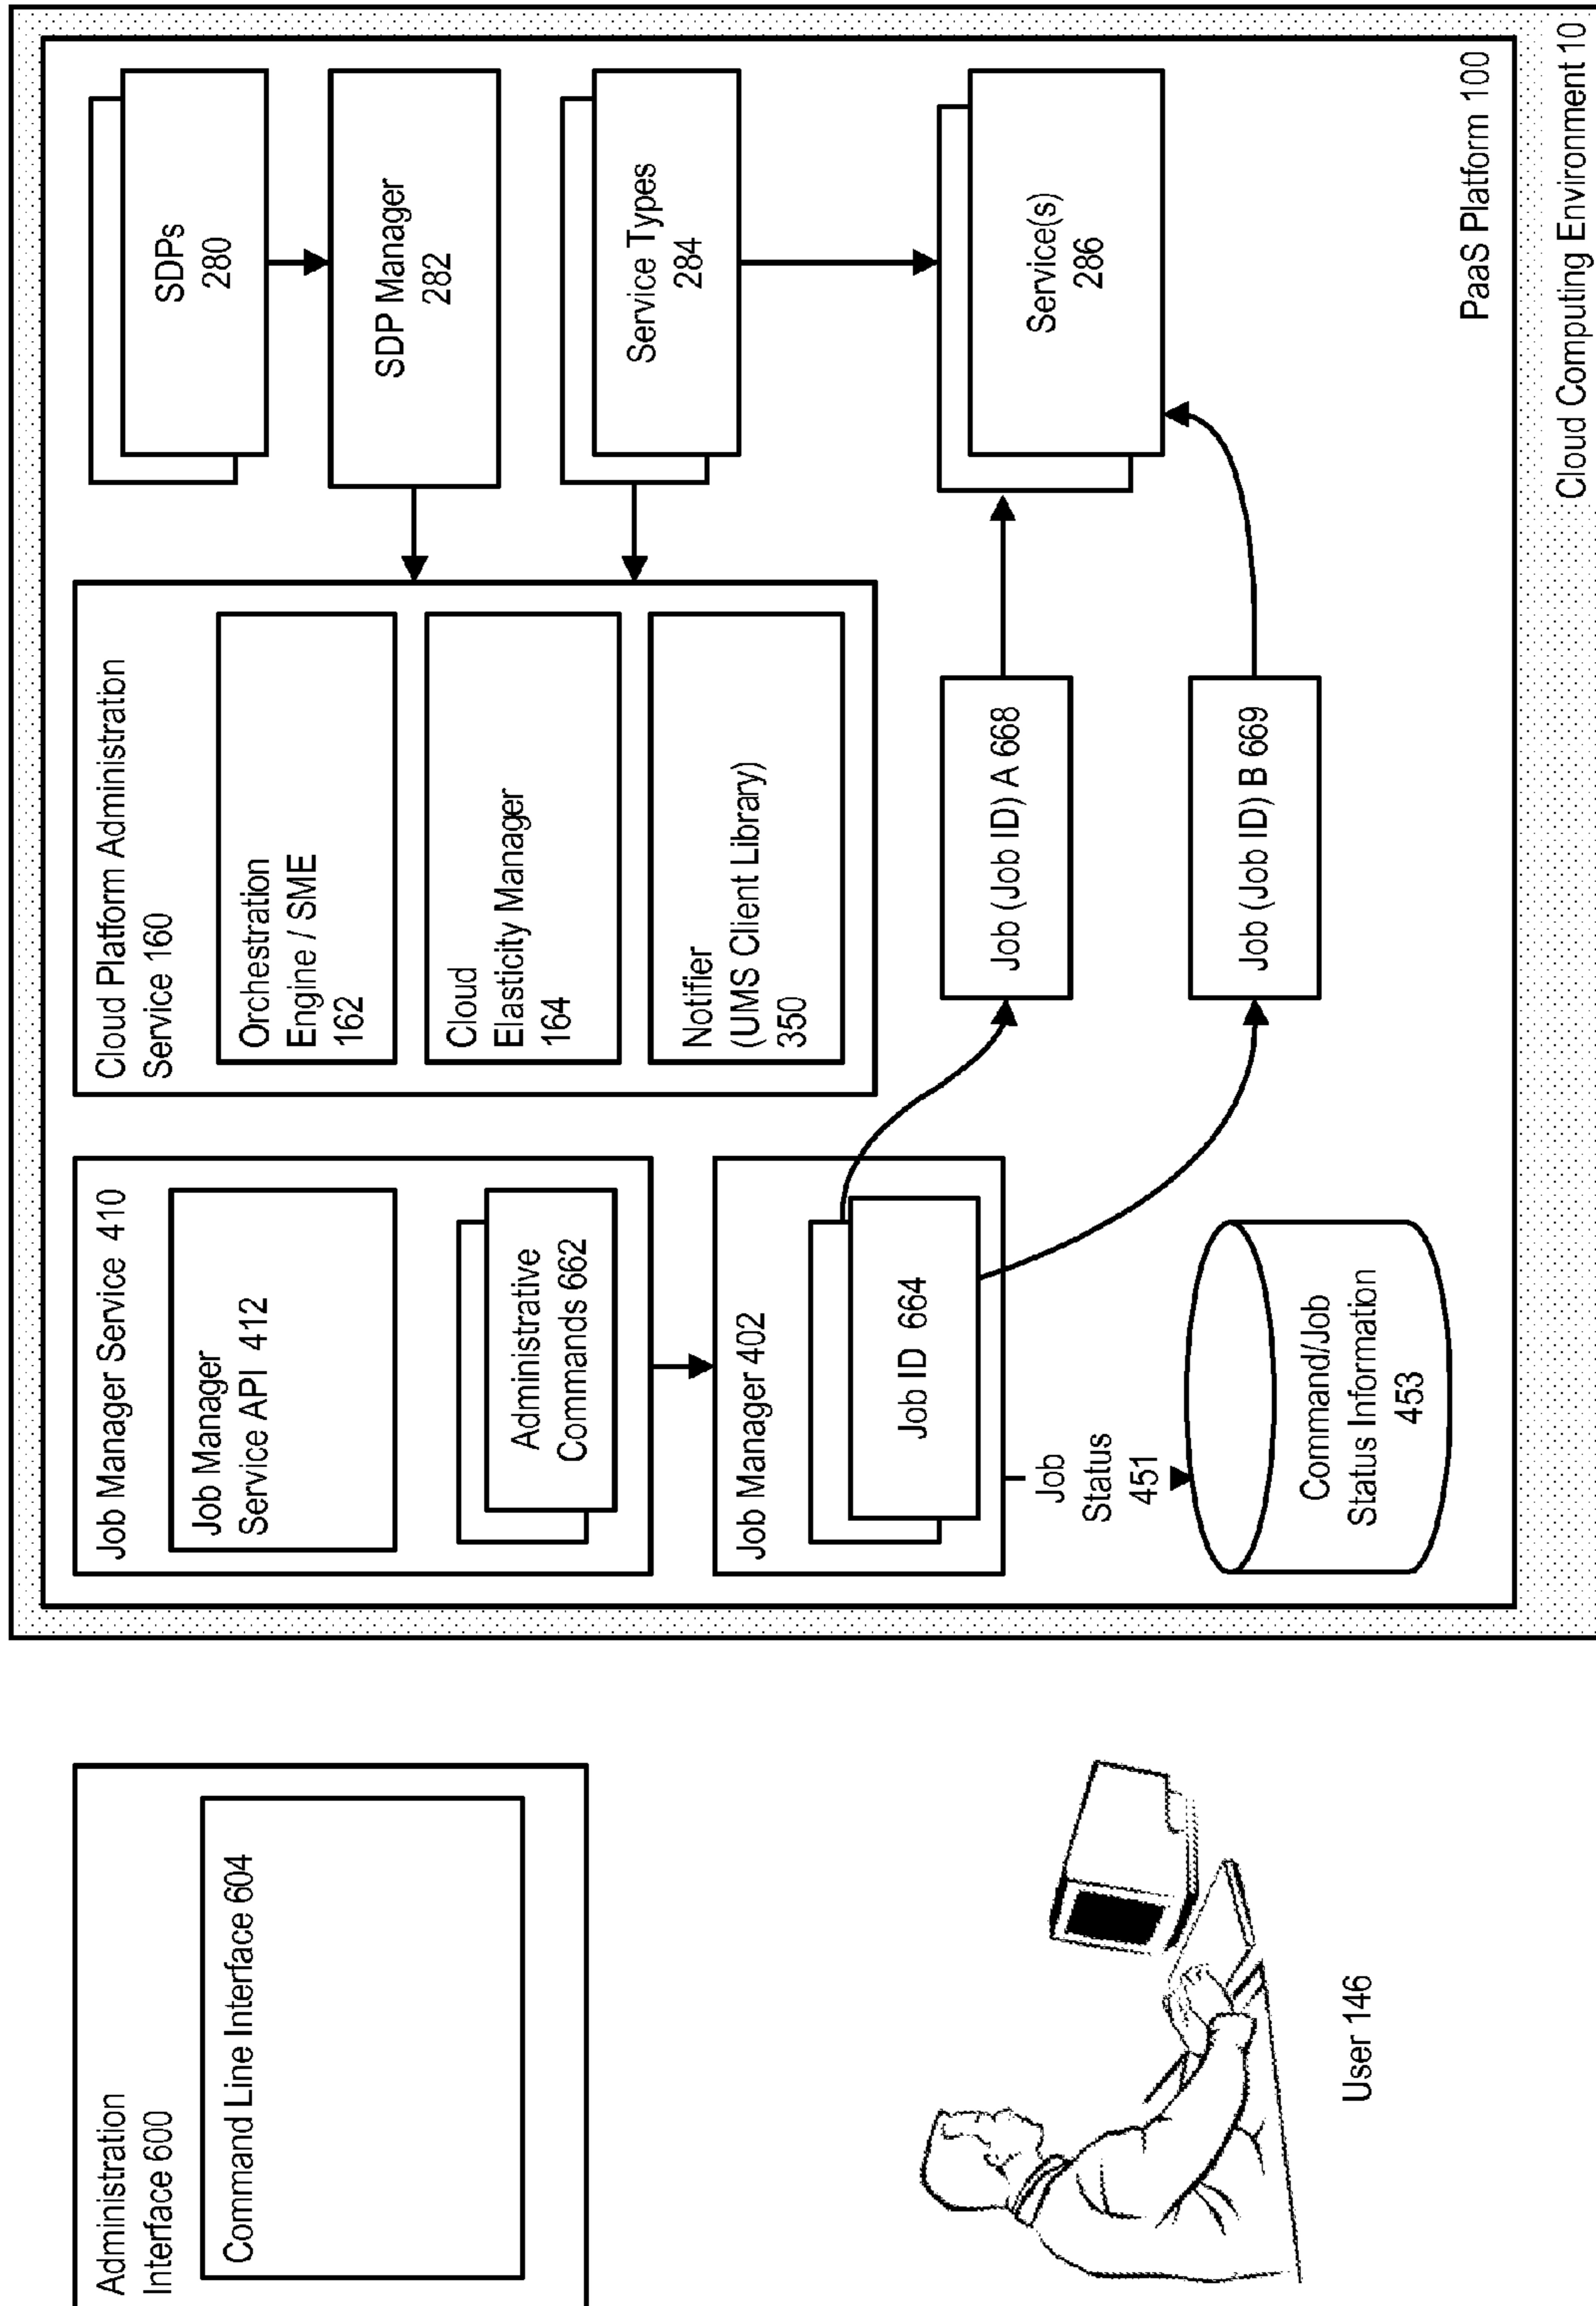 Administration
Interface 600
Command Line Interface 604
User 146
Job Manager Service 410
Job Manager
Service API 412
Administrative
Commands 662
Job Manager 402
Job ID 664
Job
Status
451
Command/Job
Status Information
453
Cloud Platform Administration
Service 160
Orchestration
Engine / SME
162
Cloud
Elasticity Manager
164
Notifier
(UMS Client Library)
350
Job (Job ID) A 668
Job (Job ID) B 669
SDPs
280
SDP Manager
282
Service Types
284
Service(s)
286
PaaS Platform 100
Cloud Computing Environment 10